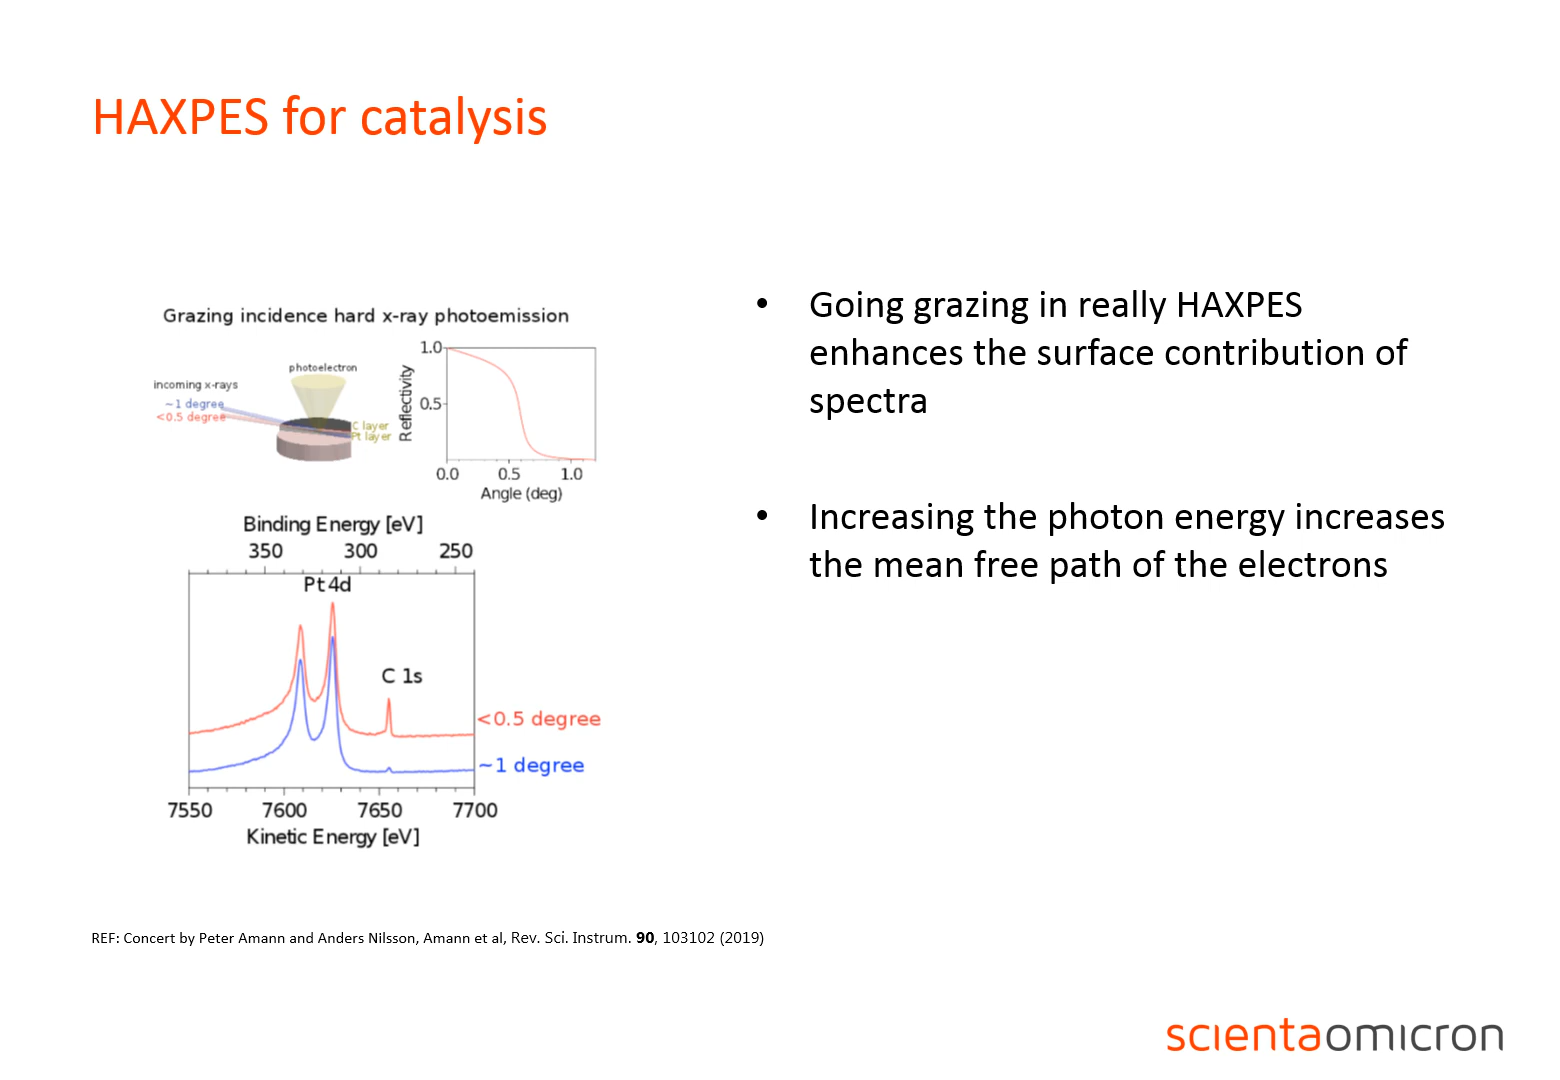 HAXPES for catalysis
Grazing incidence hard x-ray photoemission
photoelectron
incoming x-rays
~1 degree
<0.5 degree
C layer
Pt layer
1.0
0.5
Reflectivity
0.0 0.5 1.0
Angle (deg)
Binding Energy [eV]
350 300 250
Pt 4d
C 1s
<0.5 degree
~1 degree
7550 7600 7650 7700
Kinetic Energy [eV]
• Going grazing in really HAXPES
enhances the surface contribution of
spectra
• Increasing the photon energy increases
the mean free path of the electrons
REF: Concert by Peter Amann and Anders Nilsson, Amann et al, Rev. Sci. Instrum. 90, 103102 (2019)
scientaomicron